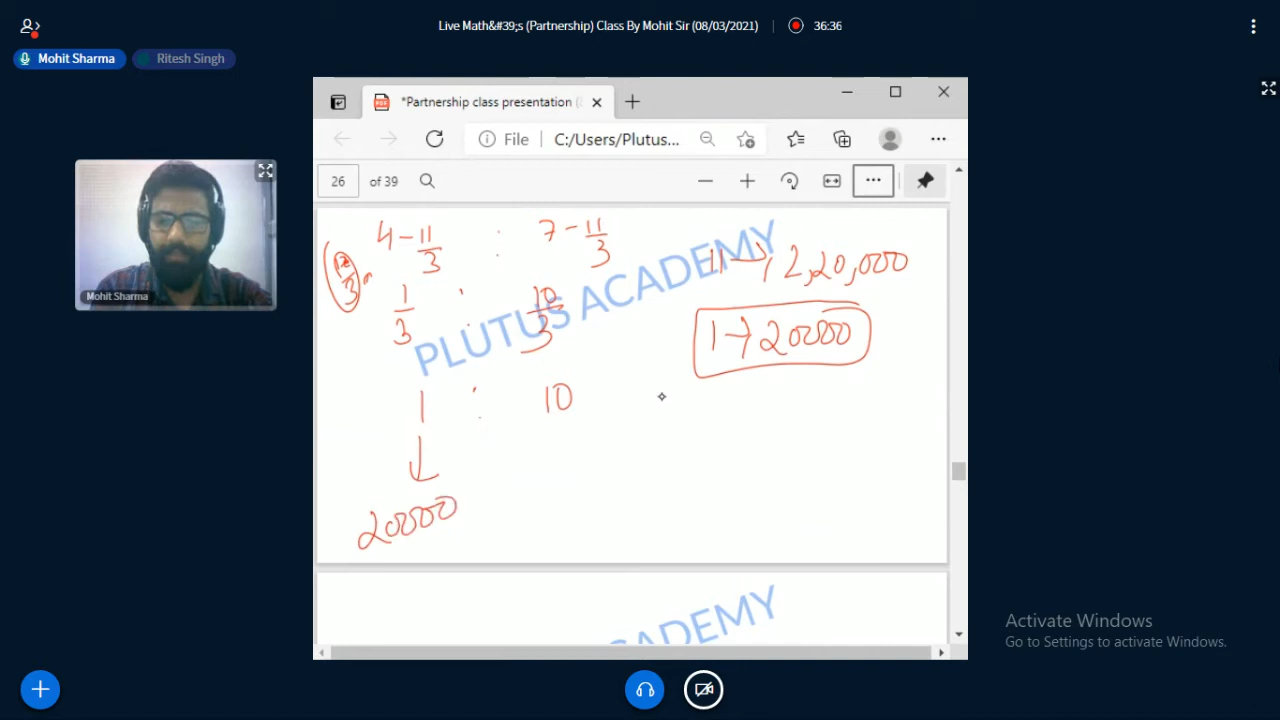 Live Math&#39;s (Partnership) Class By Mohit Sir (08/03/2021)
36:36
Mohit Sharma
Ritesh Singh
*Partnership class presentation (
File
C:/Users/Plutus...
26 of 39
4 - 11/3 : 7 - 11/3
11 → 2,20,000
1/3 : 10/3
1 → 20000
PLUTUS ACADEMY
1 : 10
↓
20000
Mohit Sharma
PLUTUS ACADEMY
Activate Windows
Go to Settings to activate Windows.